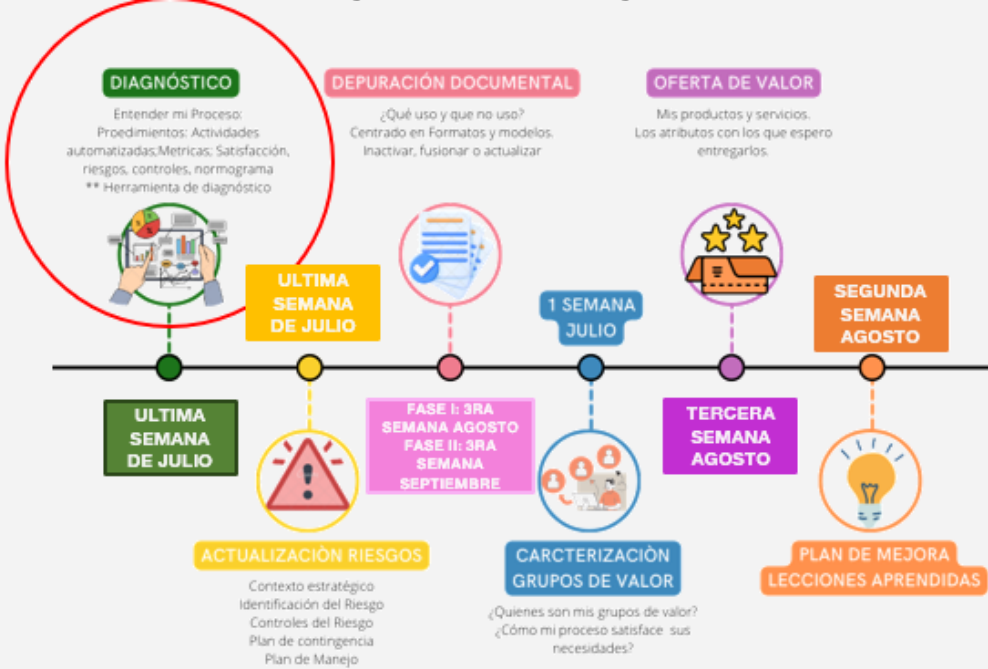 DIAGNÓSTICO
Entender mi Proceso:
Proedimientos: Actividades
automatizadas;Metricas; Satisfacción,
riesgos, controles, normograma
** Herramienta de diagnóstico
DEPURACIÓN DOCUMENTAL
¿Qué uso y que no uso?
Centrado en Formatos y modelos.
Inactivar, fusionar o actualizar
OFERTA DE VALOR
Mis productos y servicios.
Los atributos con los que espero
entregarlos.
ULTIMA
SEMANA
DE JULIO
1 SEMANA
JULIO
SEGUNDA
SEMANA
AGOSTO
ULTIMA
SEMANA
DE JULIO
FASE I: 3RA
SEMANA AGOSTO
FASE II: 3RA
SEMANA
SEPTIEMBRE
TERCERA
SEMANA
AGOSTO
ACTUALIZACIÒN RIESGOS
Contexto estratégico
Identificación del Riesgo
Controles del Riesgo
Plan de contingencia
Plan de Manejo
CARCTERIZACIÒN
GRUPOS DE VALOR
¿Quienes son mis grupos de valor?
¿Cómo mi proceso satisface sus
necesidades?
PLAN DE MEJORA
LECCIONES APRENDIDAS